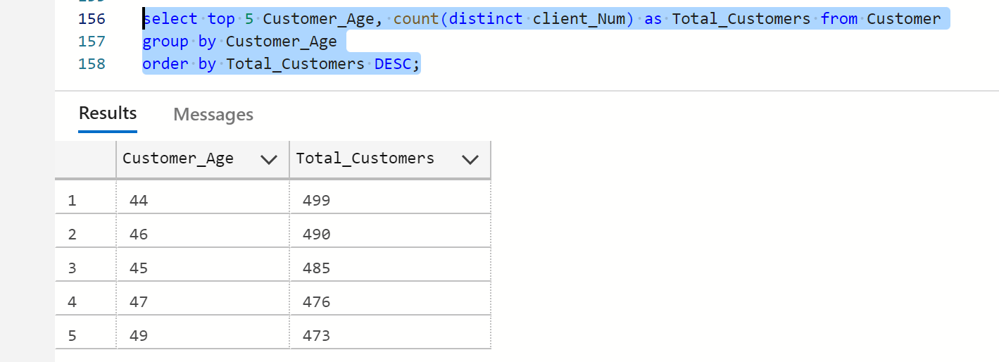 156 select top 5 Customer_Age, count(distinct client_Num) as Total_Customers from Customer
157 group by Customer_Age
158 order by Total_Customers DESC;
Results Messages
Customer_Age Total_Customers
1 44 499
2 46 490
3 45 485
4 47 476
5 49 473